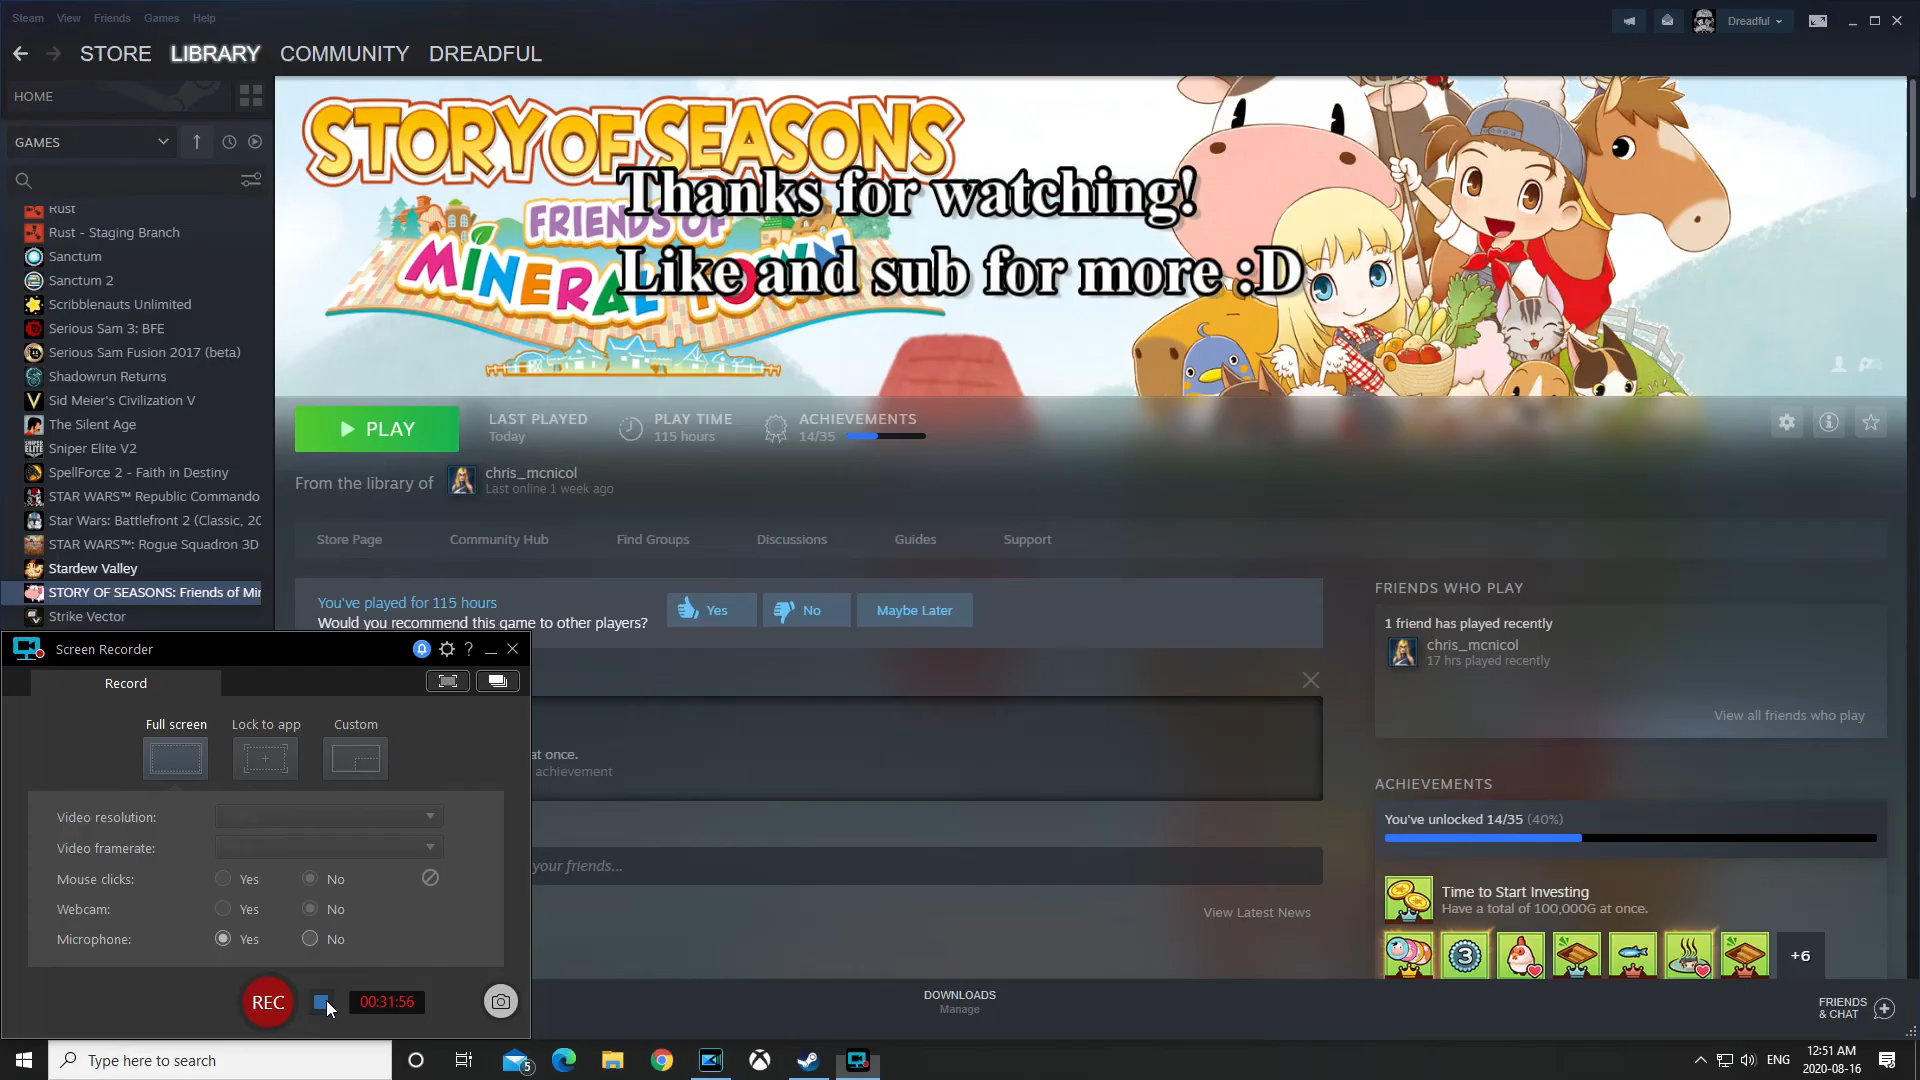 Steam View Friends Games Help
Dreadful
STORE LIBRARY COMMUNITY DREADFUL
HOME
GAMES
Rust
Rust - Staging Branch
Sanctum
Sanctum 2
Scribblenauts Unlimited
Serious Sam 3: BFE
Serious Sam Fusion 2017 (beta)
Shadowrun Returns
Sid Meier's Civilization V
The Silent Age
Sniper Elite V2
SpellForce 2 - Faith in Destiny
STAR WARS™ Republic Commando
Star Wars: Battlefront 2 (Classic, 20
STAR WARS™: Rogue Squadron 3D
Stardew Valley
STORY OF SEASONS: Friends of Mir
Strike Vector
STORY OF SEASONS
FRIENDS OF
MINERAL TOWN
Thanks for watching!
Like and sub for more :D
PLAY
LAST PLAYED
Today
PLAY TIME
115 hours
ACHIEVEMENTS
14/35
From the library of
chris_mcnicol
Last online 1 week ago
Store Page Community Hub Find Groups Discussions Guides Support
You've played for 115 hours
Would you recommend this game to other players?
Yes No Maybe Later
at once.
achievement
your friends...
View Latest News
FRIENDS WHO PLAY
1 friend has played recently
chris_mcnicol
17 hrs played recently
View all friends who play
ACHIEVEMENTS
You've unlocked 14/35 (40%)
Time to Start Investing
Have a total of 100,000G at once.
3
+6
Screen Recorder
?
Record
Full screen Lock to app Custom
Video resolution:
Video framerate:
Mouse clicks: Yes No
Webcam: Yes No
Microphone: Yes No
REC 00:31:56
DOWNLOADS
Manage
FRIENDS
& CHAT
Type here to search
5
ENG
12:51 AM
2020-08-16